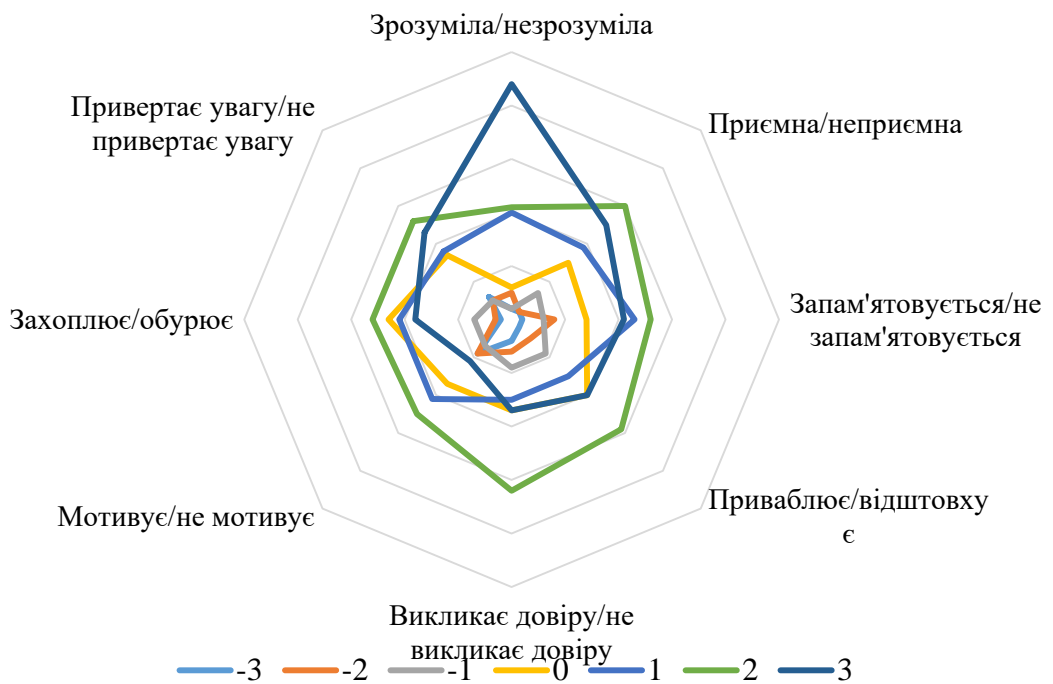 Зрозуміла/незрозуміла
Привертає увагу/не
привертає увагу
Приємна/неприємна
Запам'ятовується/не
запам'ятовується
Захоплює/обурює
Мотивує/не мотивує
Приваблює/відштовху
є
Викликає довіру/не
викликає довіру
-3 -2 -1 0 1 2 3